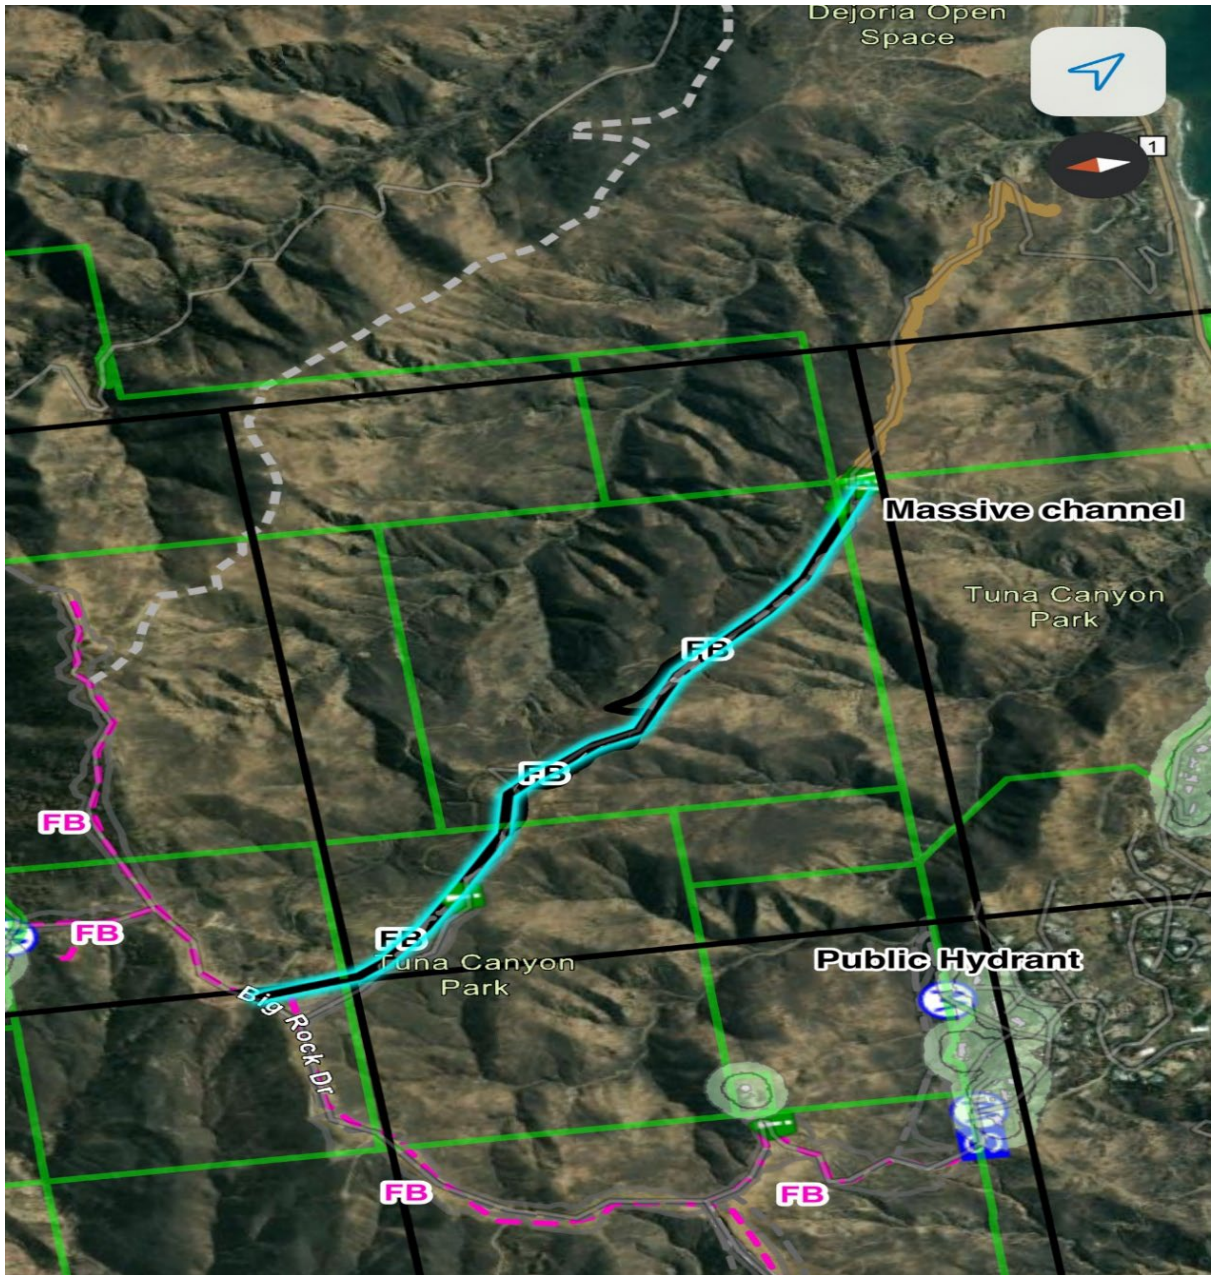 Dejoria Open
Space
1
Massive channel
Tuna Canyon
Park
FB
FB
FB
FB
FB
Public Hydrant
Tuna Canyon
Park
Big Rock Dr
FB
FB